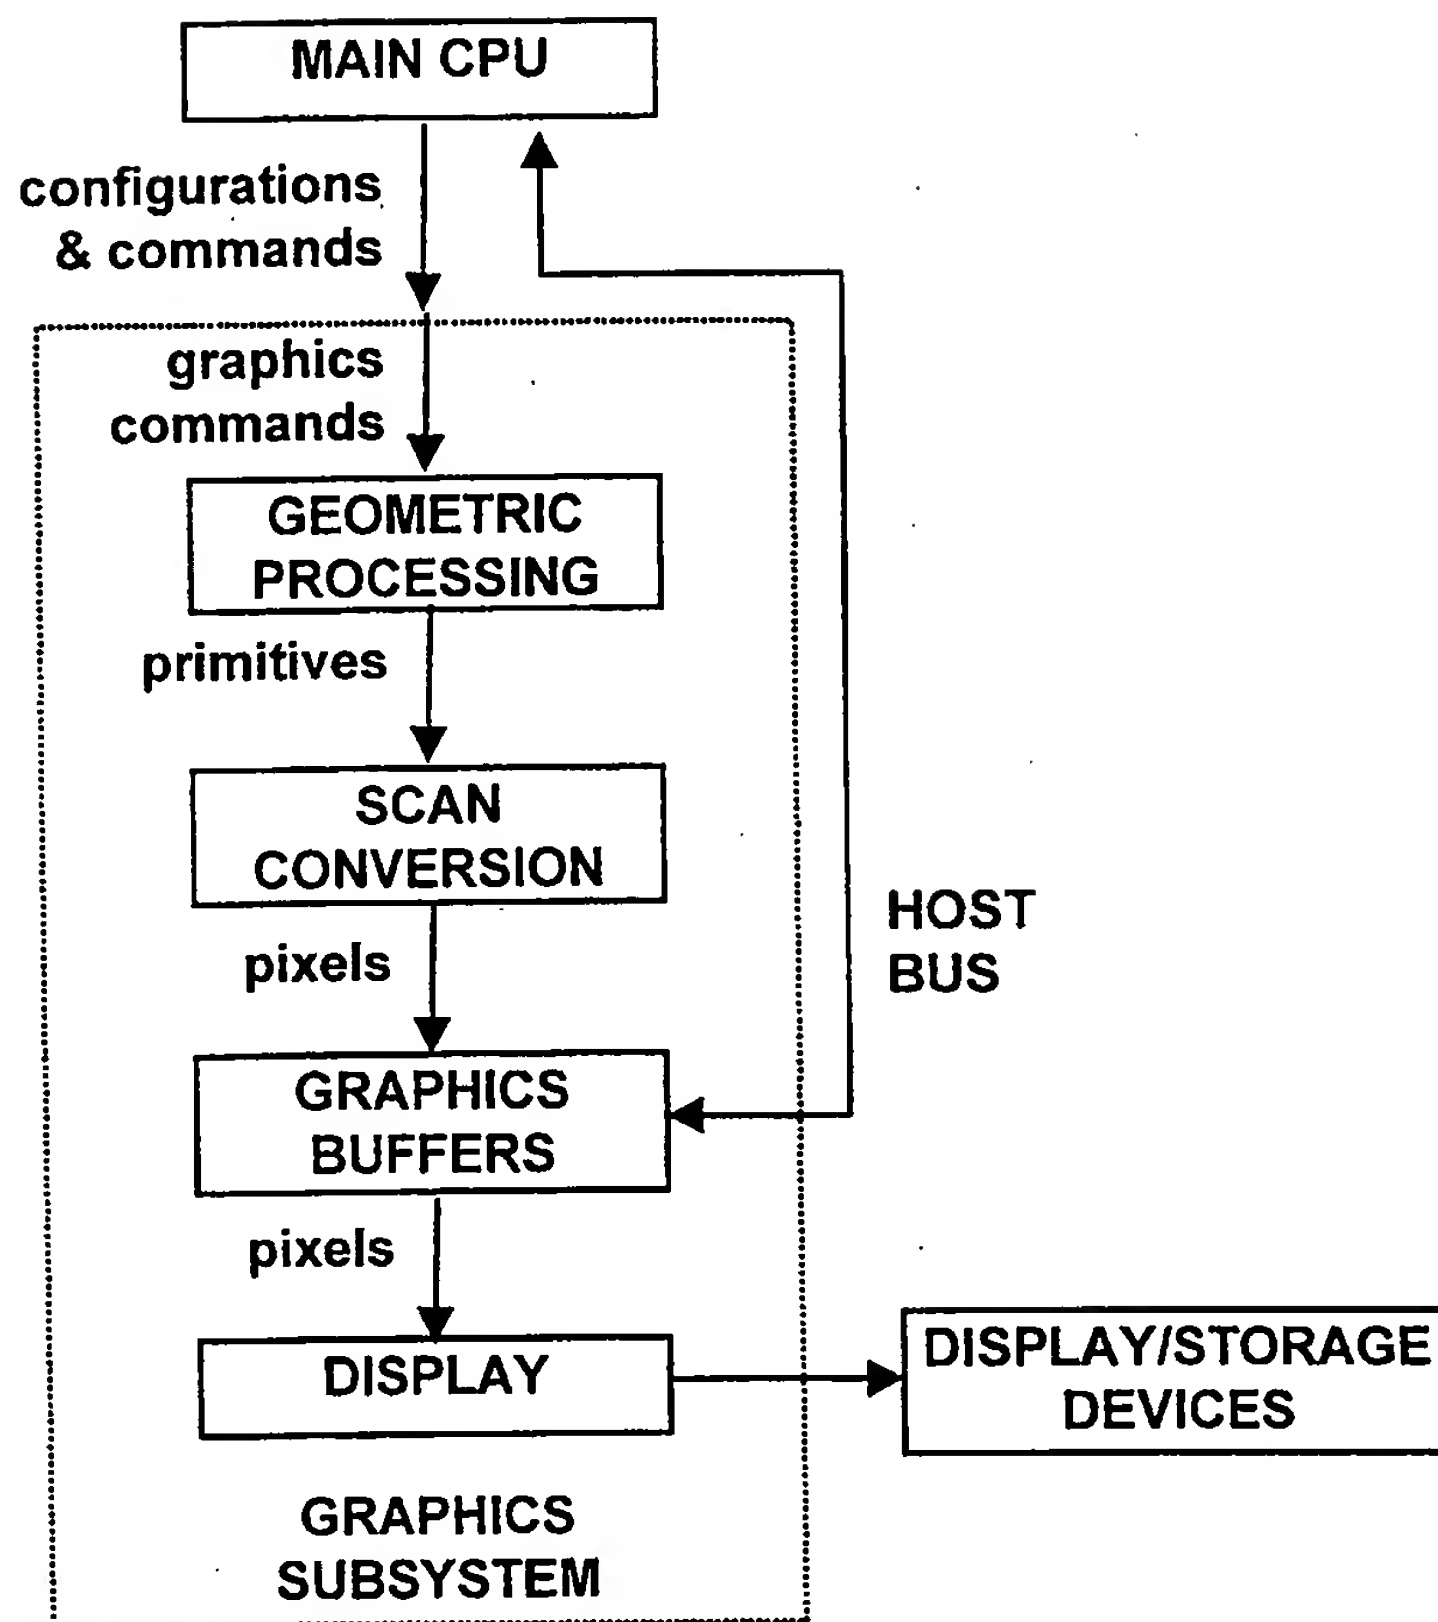 MAIN CPU
configurations
& commands
graphics
commands
GEOMETRIC
PROCESSING
primitives
SCAN
CONVERSION
HOST
BUS
pixels
GRAPHICS
BUFFERS
pixels
DISPLAY
DISPLAY/STORAGE
DEVICES
GRAPHICS
SUBSYSTEM